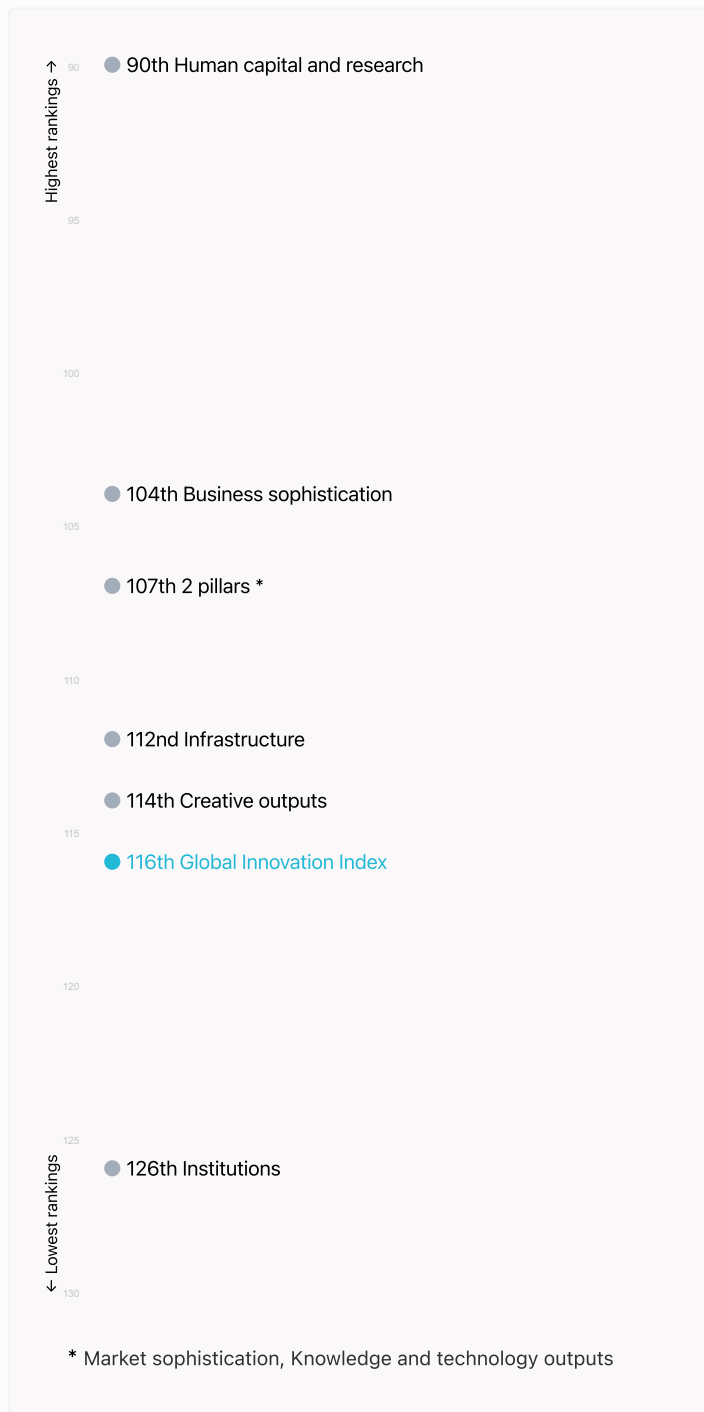 Highest rankings →
90
90th Human capital and research
95
100
104th Business sophistication
105
107th 2 pillars *
110
112nd Infrastructure
114th Creative outputs
115
116th Global Innovation Index
120
125
126th Institutions
← Lowest rankings
130
* Market sophistication, Knowledge and technology outputs